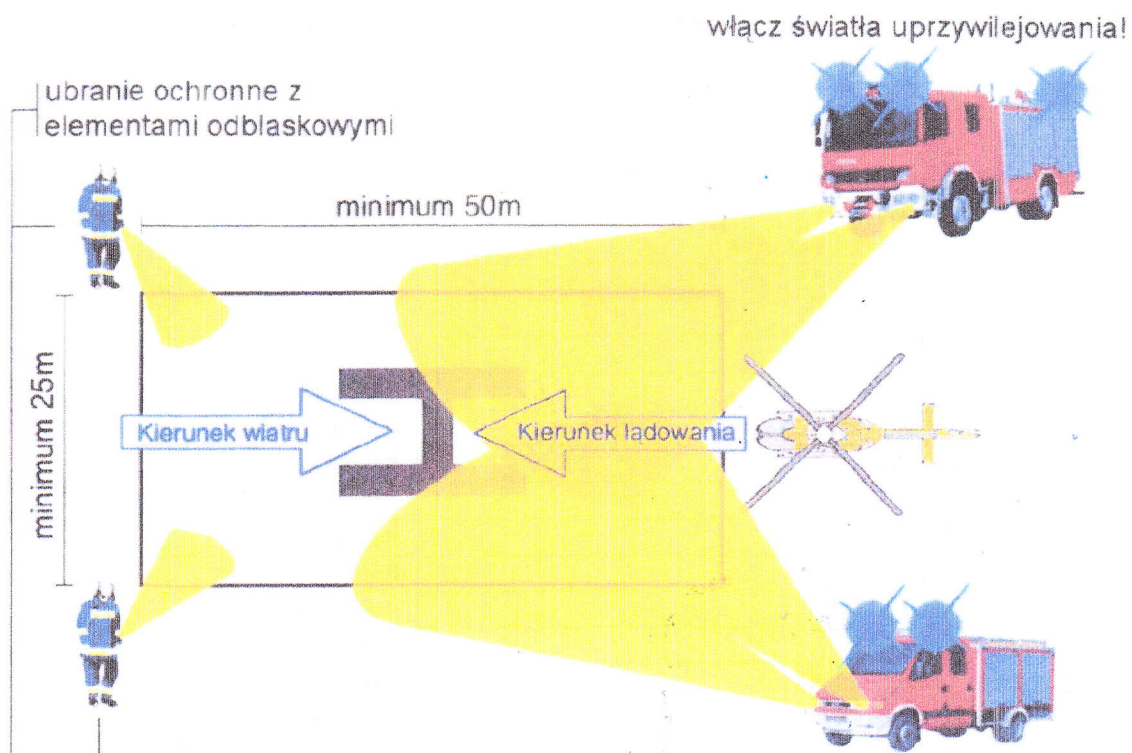 włącz światła uprzywilejowania!
ubranie ochronne z
elementami odblaskowymi
minimum 50m
minimum 25m
Kierunek wiatru
Kierunek lądowania